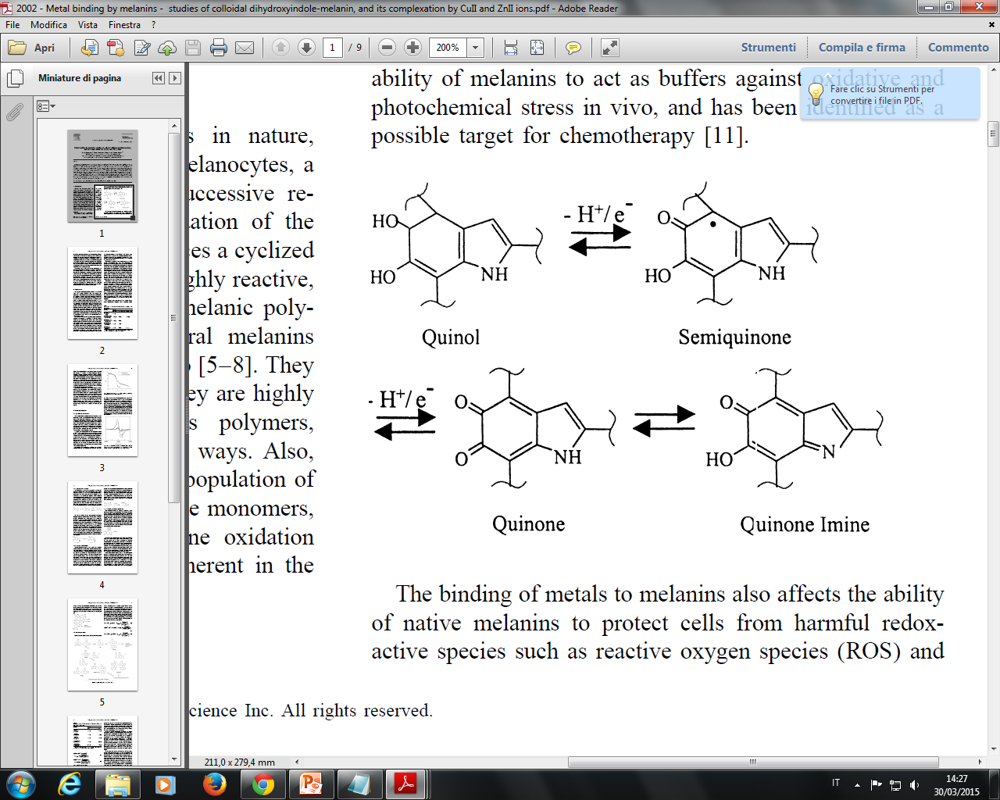 2002 - Metal binding by melanins - studies of colloidal dihydroxyindole-melanin, and its complexation by CuII and ZnII ions.pdf - Adobe Reader
File Modifica Vista Finestra ?
Apri 1 / 9 200% Strumenti Compila e firma Commento
Miniature di pagina
Fare clic su Strumenti per
convertire i file in PDF.
1
2
3
4
5
s in nature,
elanocytes, a
uccessive re-
ation of the
es a cyclized
ghly reactive,
nelanic poly-
ral melanins
[5–8]. They
ey are highly
s polymers,
ways. Also,
population of
e monomers,
ne oxidation
nerent in the
cience Inc. All rights reserved.
ability of melanins to act as buffers against oxidative and
photochemical stress in vivo, and has been identified as a
possible target for chemotherapy [11].
HO
HO
NH
Quinol
- H+/ e-
O
HO
NH
Semiquinone
- H+/ e-
O
O
NH
Quinone
O
HO
N
Quinone Imine
The binding of metals to melanins also affects the ability
of native melanins to protect cells from harmful redox-
active species such as reactive oxygen species (ROS) and
211,0 x 279,4 mm
IT
14:27
30/03/2015